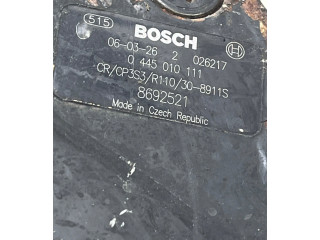 515
BOSCH
06-03-26 2 026217
0 445 010 111
CR/CP3S3/R110/30-8911S
8692521
Made in Czech Republic